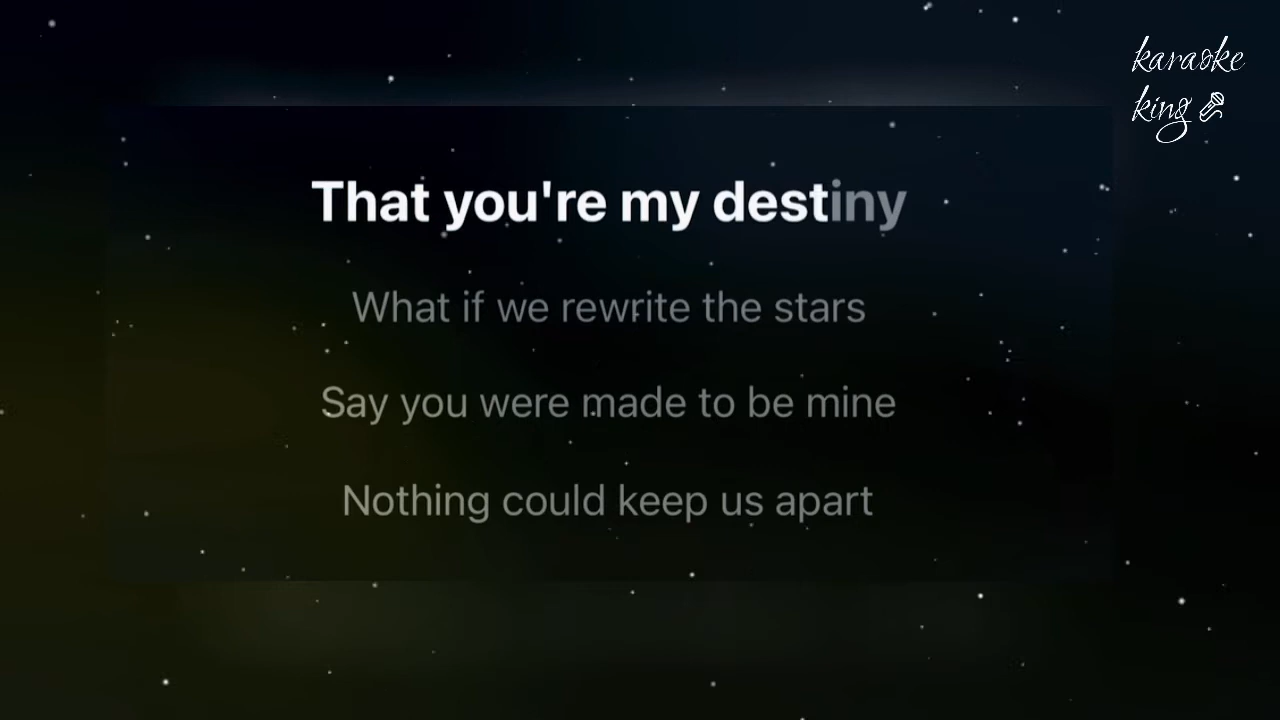 karaoke
king
That you're my destiny
What if we rewrite the stars
Say you were made to be mine
Nothing could keep us apart